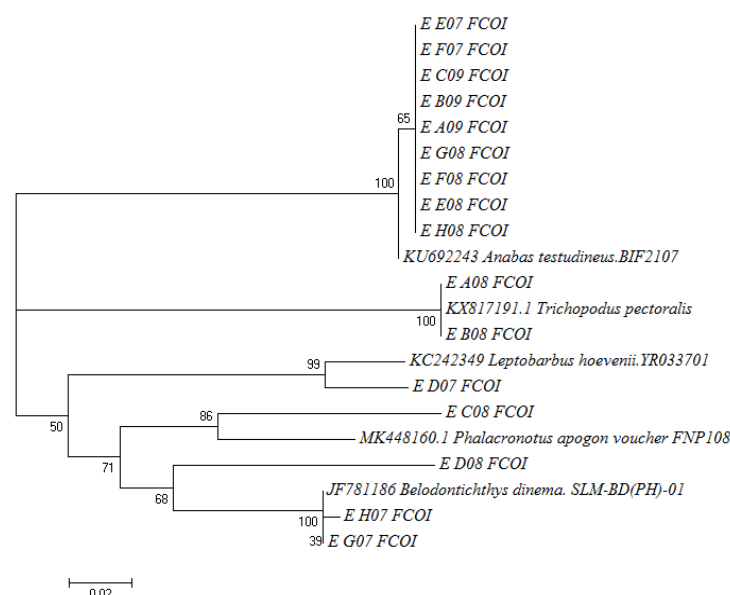 E E07 FCOI
E F07 FCOI
E C09 FCOI
E B09 FCOI
65
E A09 FCOI
E G08 FCOI
E F08 FCOI
100
E E08 FCOI
E H08 FCOI
KU692243 Anabas testudineus.BIF2107
E A08 FCOI
KX817191.1 Trichopodus pectoralis
100
E B08 FCOI
KC242349 Leptobarbus hoevenii.YR033701
99
E D07 FCOI
E C08 FCOI
86
50
MK448160.1 Phalacronotus apogon voucher FNP108
71
E D08 FCOI
68
JF781186 Belodontichthys dinema. SLM-BD(PH)-01
E H07 FCOI
100
39
E G07 FCOI
0.02